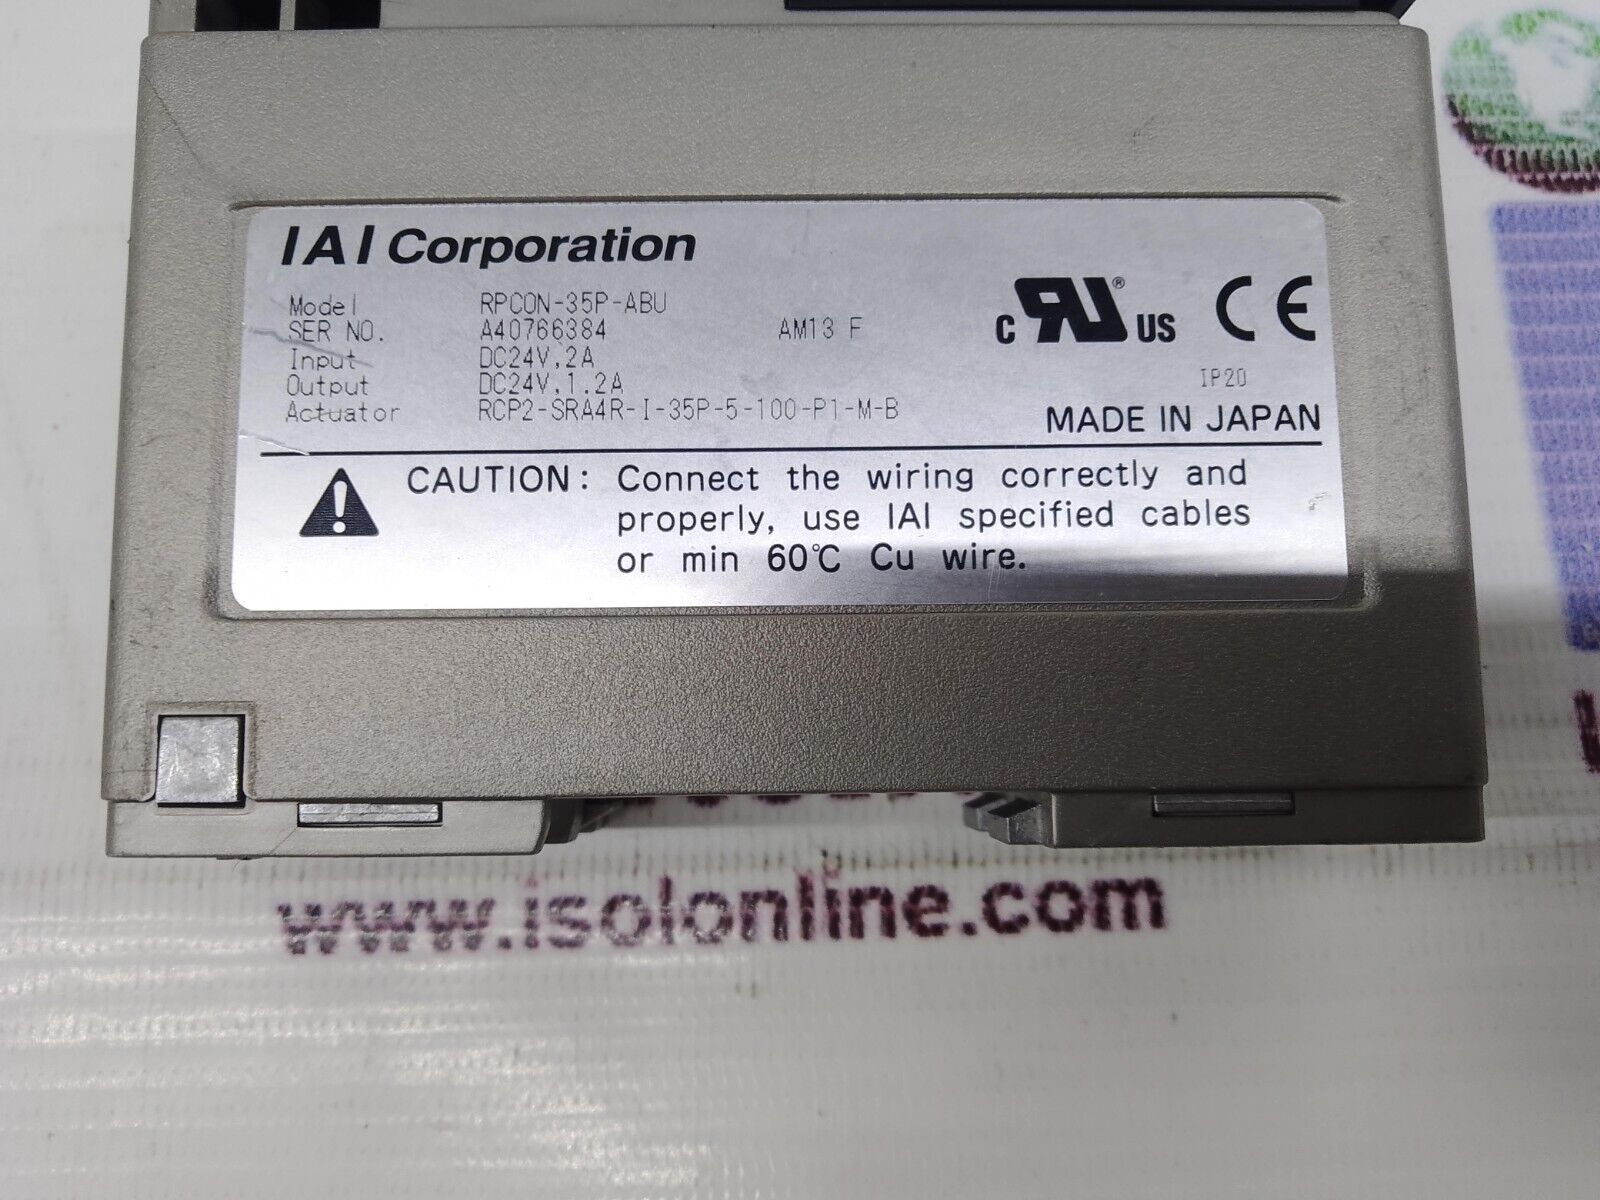 IAI Corporation
Model RPCON-35P-ABU
SER NO. A40766384 AM13 F
Input DC24V,2A
Output DC24V,1.2A
Actuator RCP2-SRA4R-I-35P-5-100-P1-M-B
c RU ® US CE
IP20
MADE IN JAPAN
CAUTION: Connect the wiring correctly and
properly, use IAI specified cables
or min 60℃ Cu wire.
www.isolonline.com